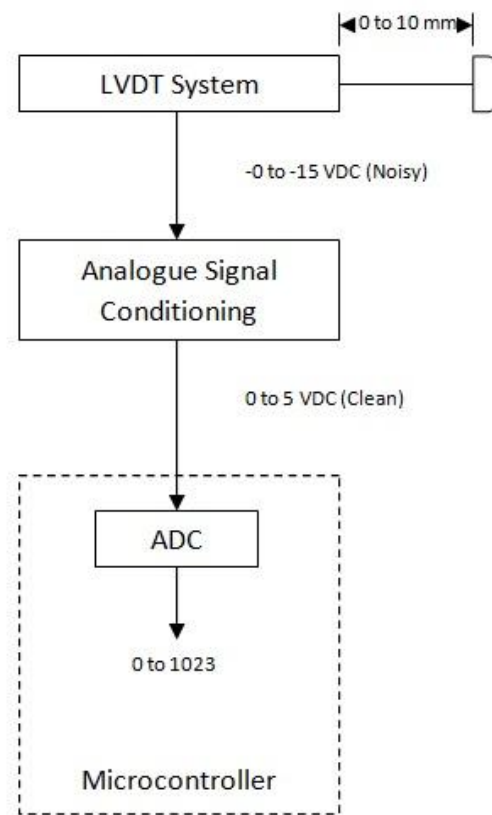 0 to 10 mm
LVDT System
-0 to -15 VDC (Noisy)
Analogue Signal
Conditioning
0 to 5 VDC (Clean)
ADC
0 to 1023
Microcontroller